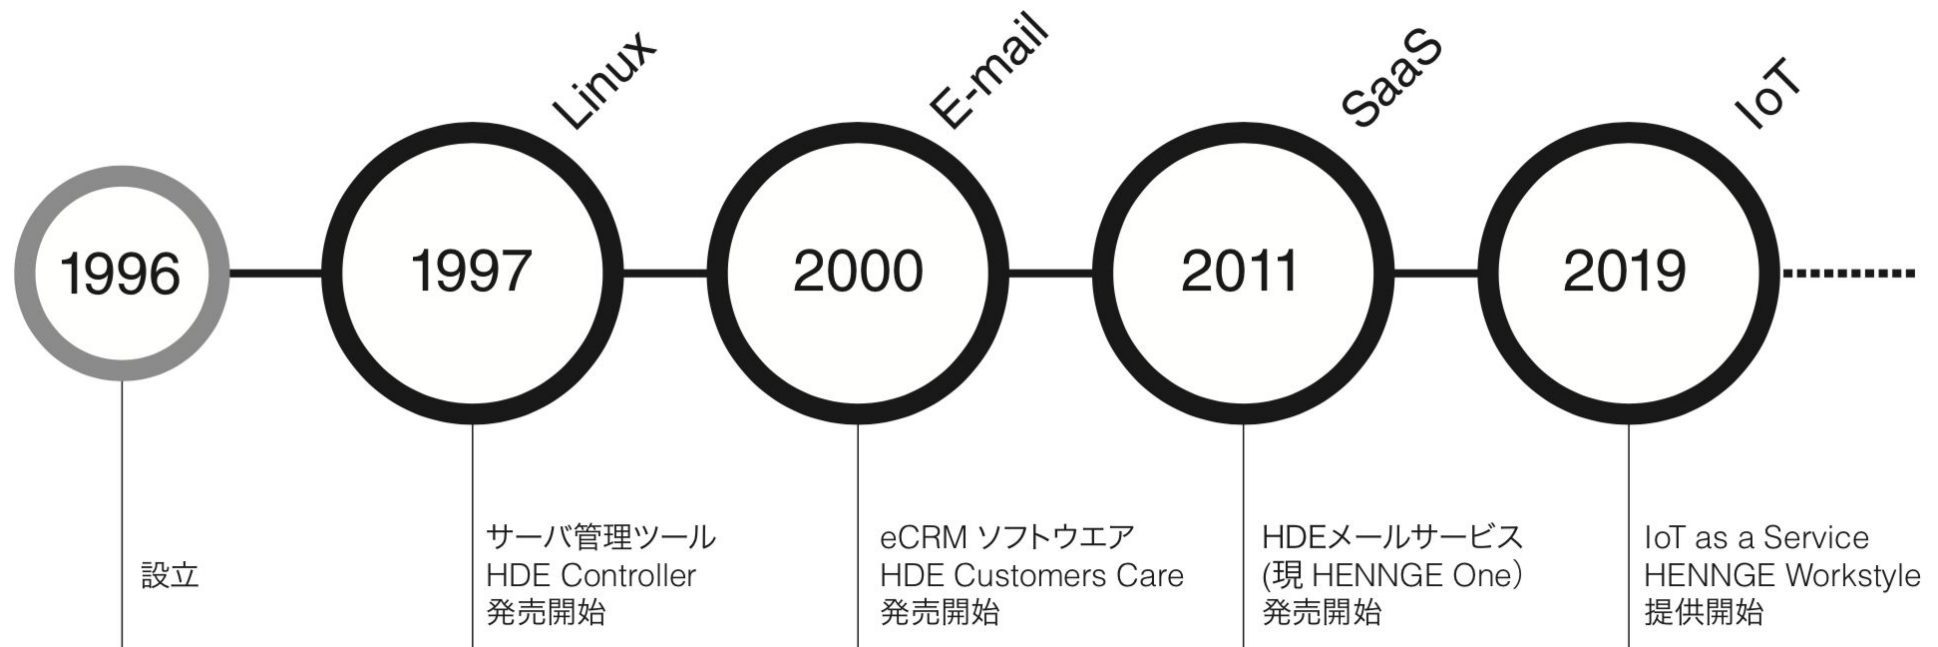 Linux
E-mail
SaaS
IoT
1996
1997
2000
2011
2019
設立
サーバ管理ツール
HDE Controller
発売開始
eCRM ソフトウエア
HDE Customers Care
発売開始
HDEメールサービス
(現 HENNGE One）
発売開始
IoT as a Service
HENNGE Workstyle
提供開始